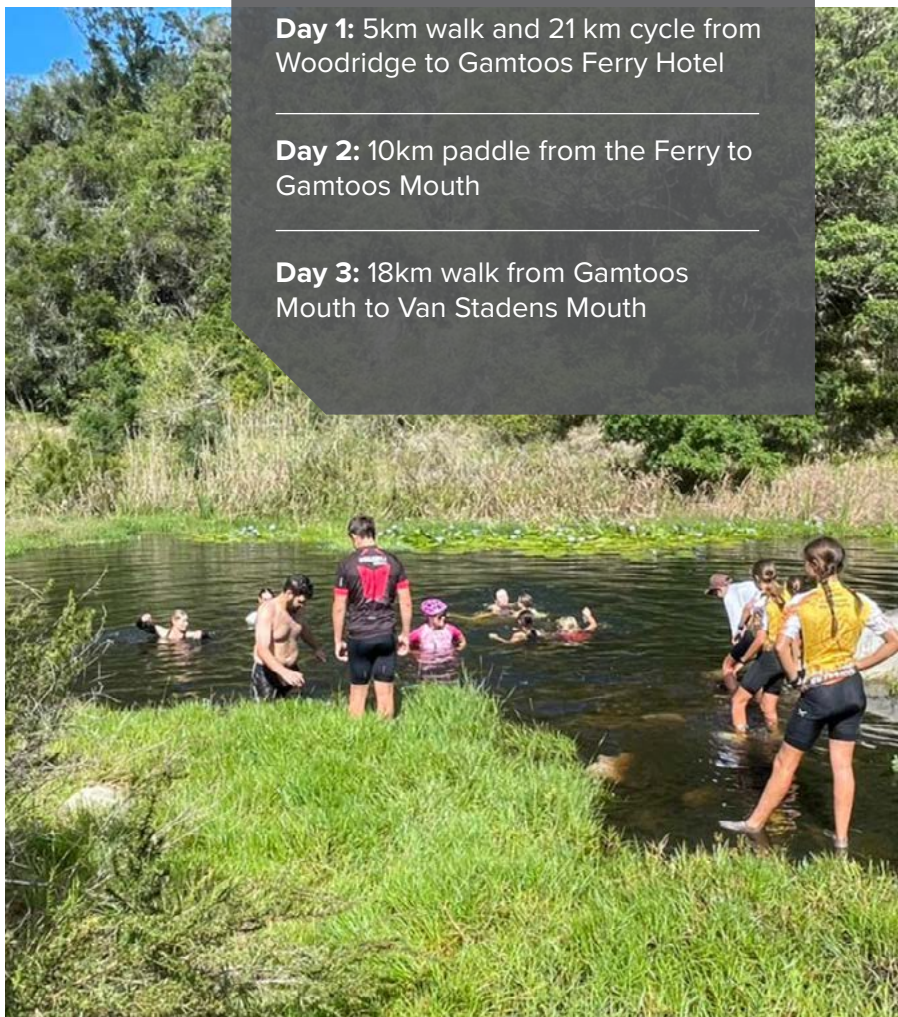 Day 1: 5km walk and 21 km cycle from
Woodridge to Gamtoos Ferry Hotel
Day 2: 10km paddle from the Ferry to
Gamtoos Mouth
Day 3: 18km walk from Gamtoos
Mouth to Van Stadens Mouth